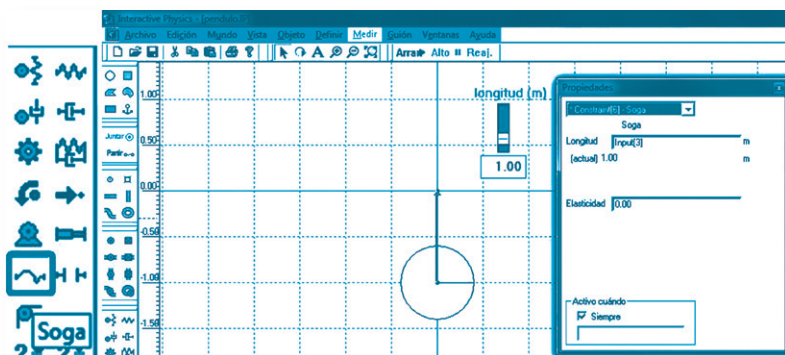 Interactive Physics - [pendulo.IP]
Archivo Edición Mundo Vista Objeto Definir Medir Guión Ventanas Ayuda
A Arran Alto Reaj.
Juntar
Partir
1.00
0.50
0.00
-0.50
-1.00
-1.50
longitud (m)
1.00
Propiedades
Constraint[6] - Soga
Soga
Longitud Input[3] m
(actual) 1.00 m
Elasticidad 0.00
Activo cuándo
Siempre
Soga